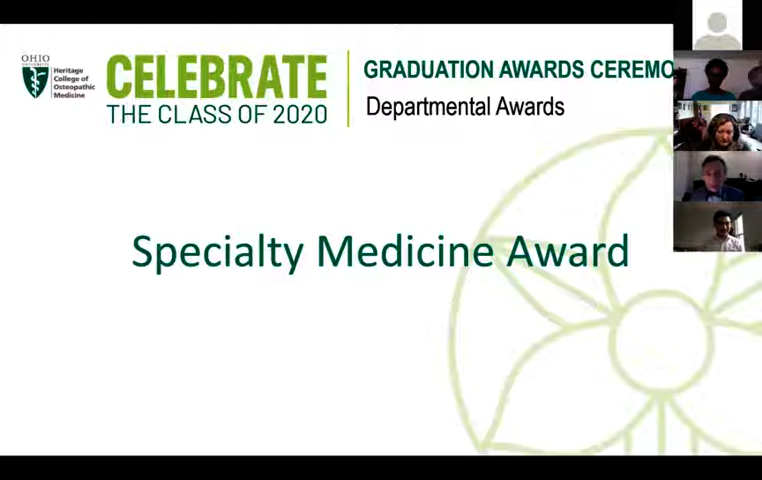 OHIO
UNIVERSITY
Heritage
College of
Osteopathic
Medicine
CELEBRATE
THE CLASS OF 2020
GRADUATION AWARDS CEREMO
Departmental Awards
Specialty Medicine Award